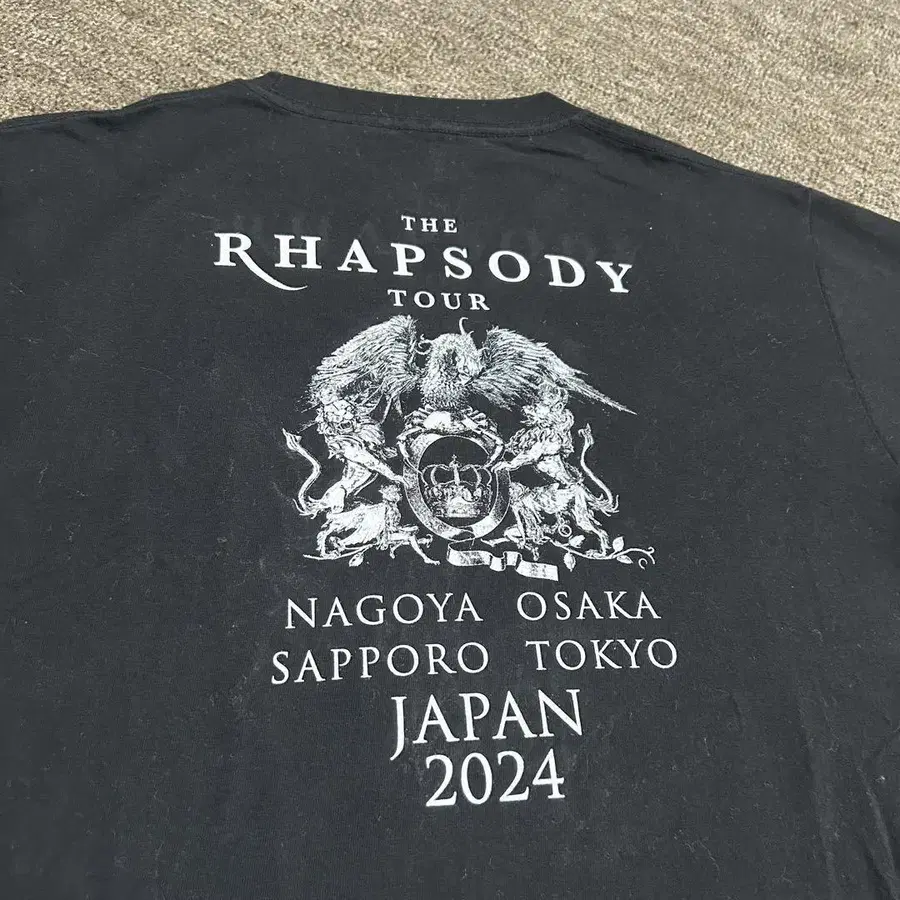 THE
RHAPSODY
TOUR
NAGOYA OSAKA
SAPPORO TOKYO
JAPAN
2024